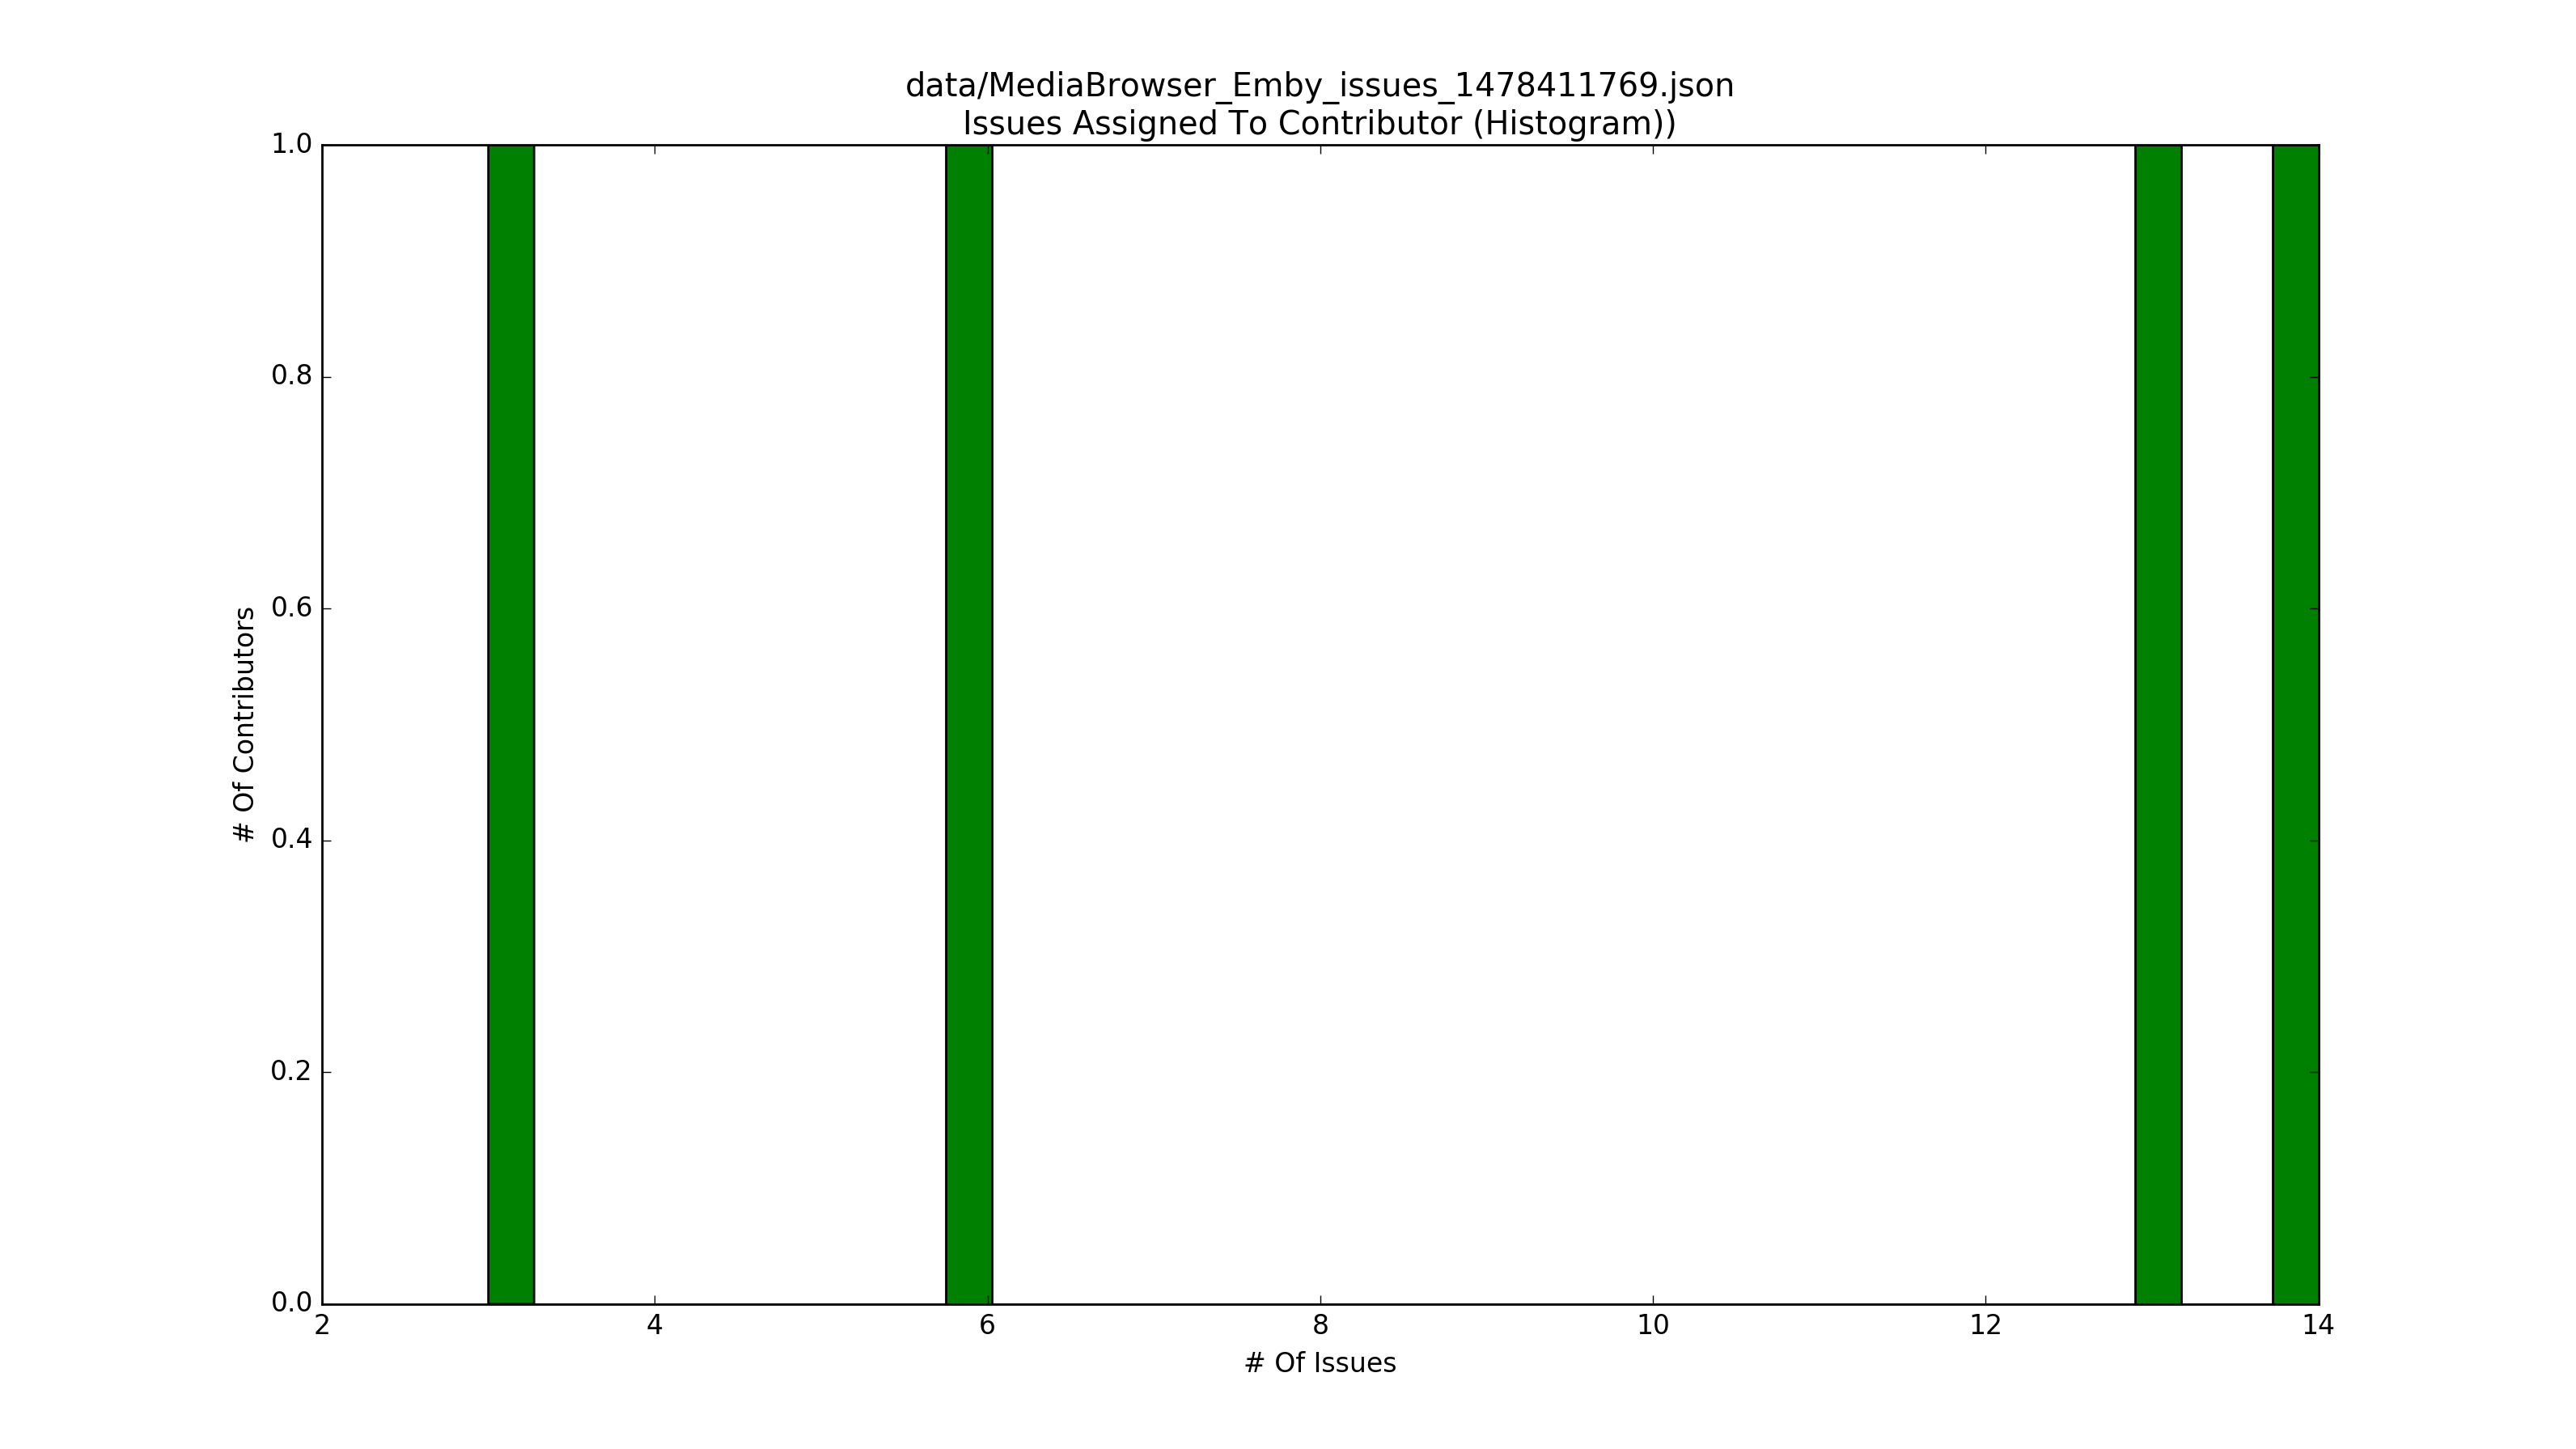 data/MediaBrowser_Emby_issues_1478411769.json
Issues Assigned To Contributor (Histogram))
1.0
0.8
0.6
0.4
0.2
0.0
# Of Contributors
2 4 6 8 10 12 14
# Of Issues